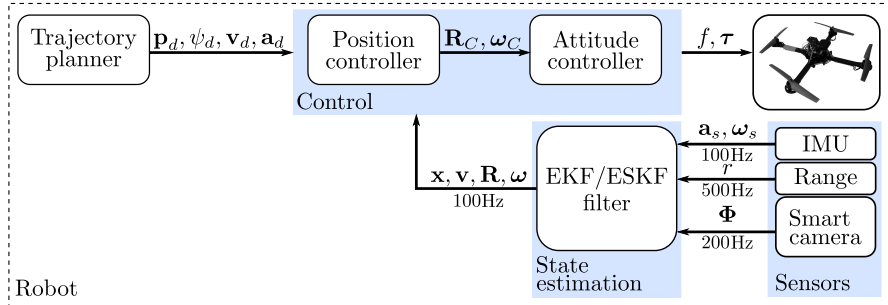 Trajectory
planner
𝐩_d, ψ_d, 𝐯_d, 𝐚_d
Position
controller
𝐑_C, 𝝎_C
Attitude
controller
f, 𝝉
Control
𝐚_s, 𝝎_s
100Hz
IMU
r
500Hz
Range
𝚽
200Hz
Smart
camera
Sensors
EKF/ESKF
filter
State
estimation
𝐱, 𝐯, 𝐑, 𝝎
100Hz
Robot